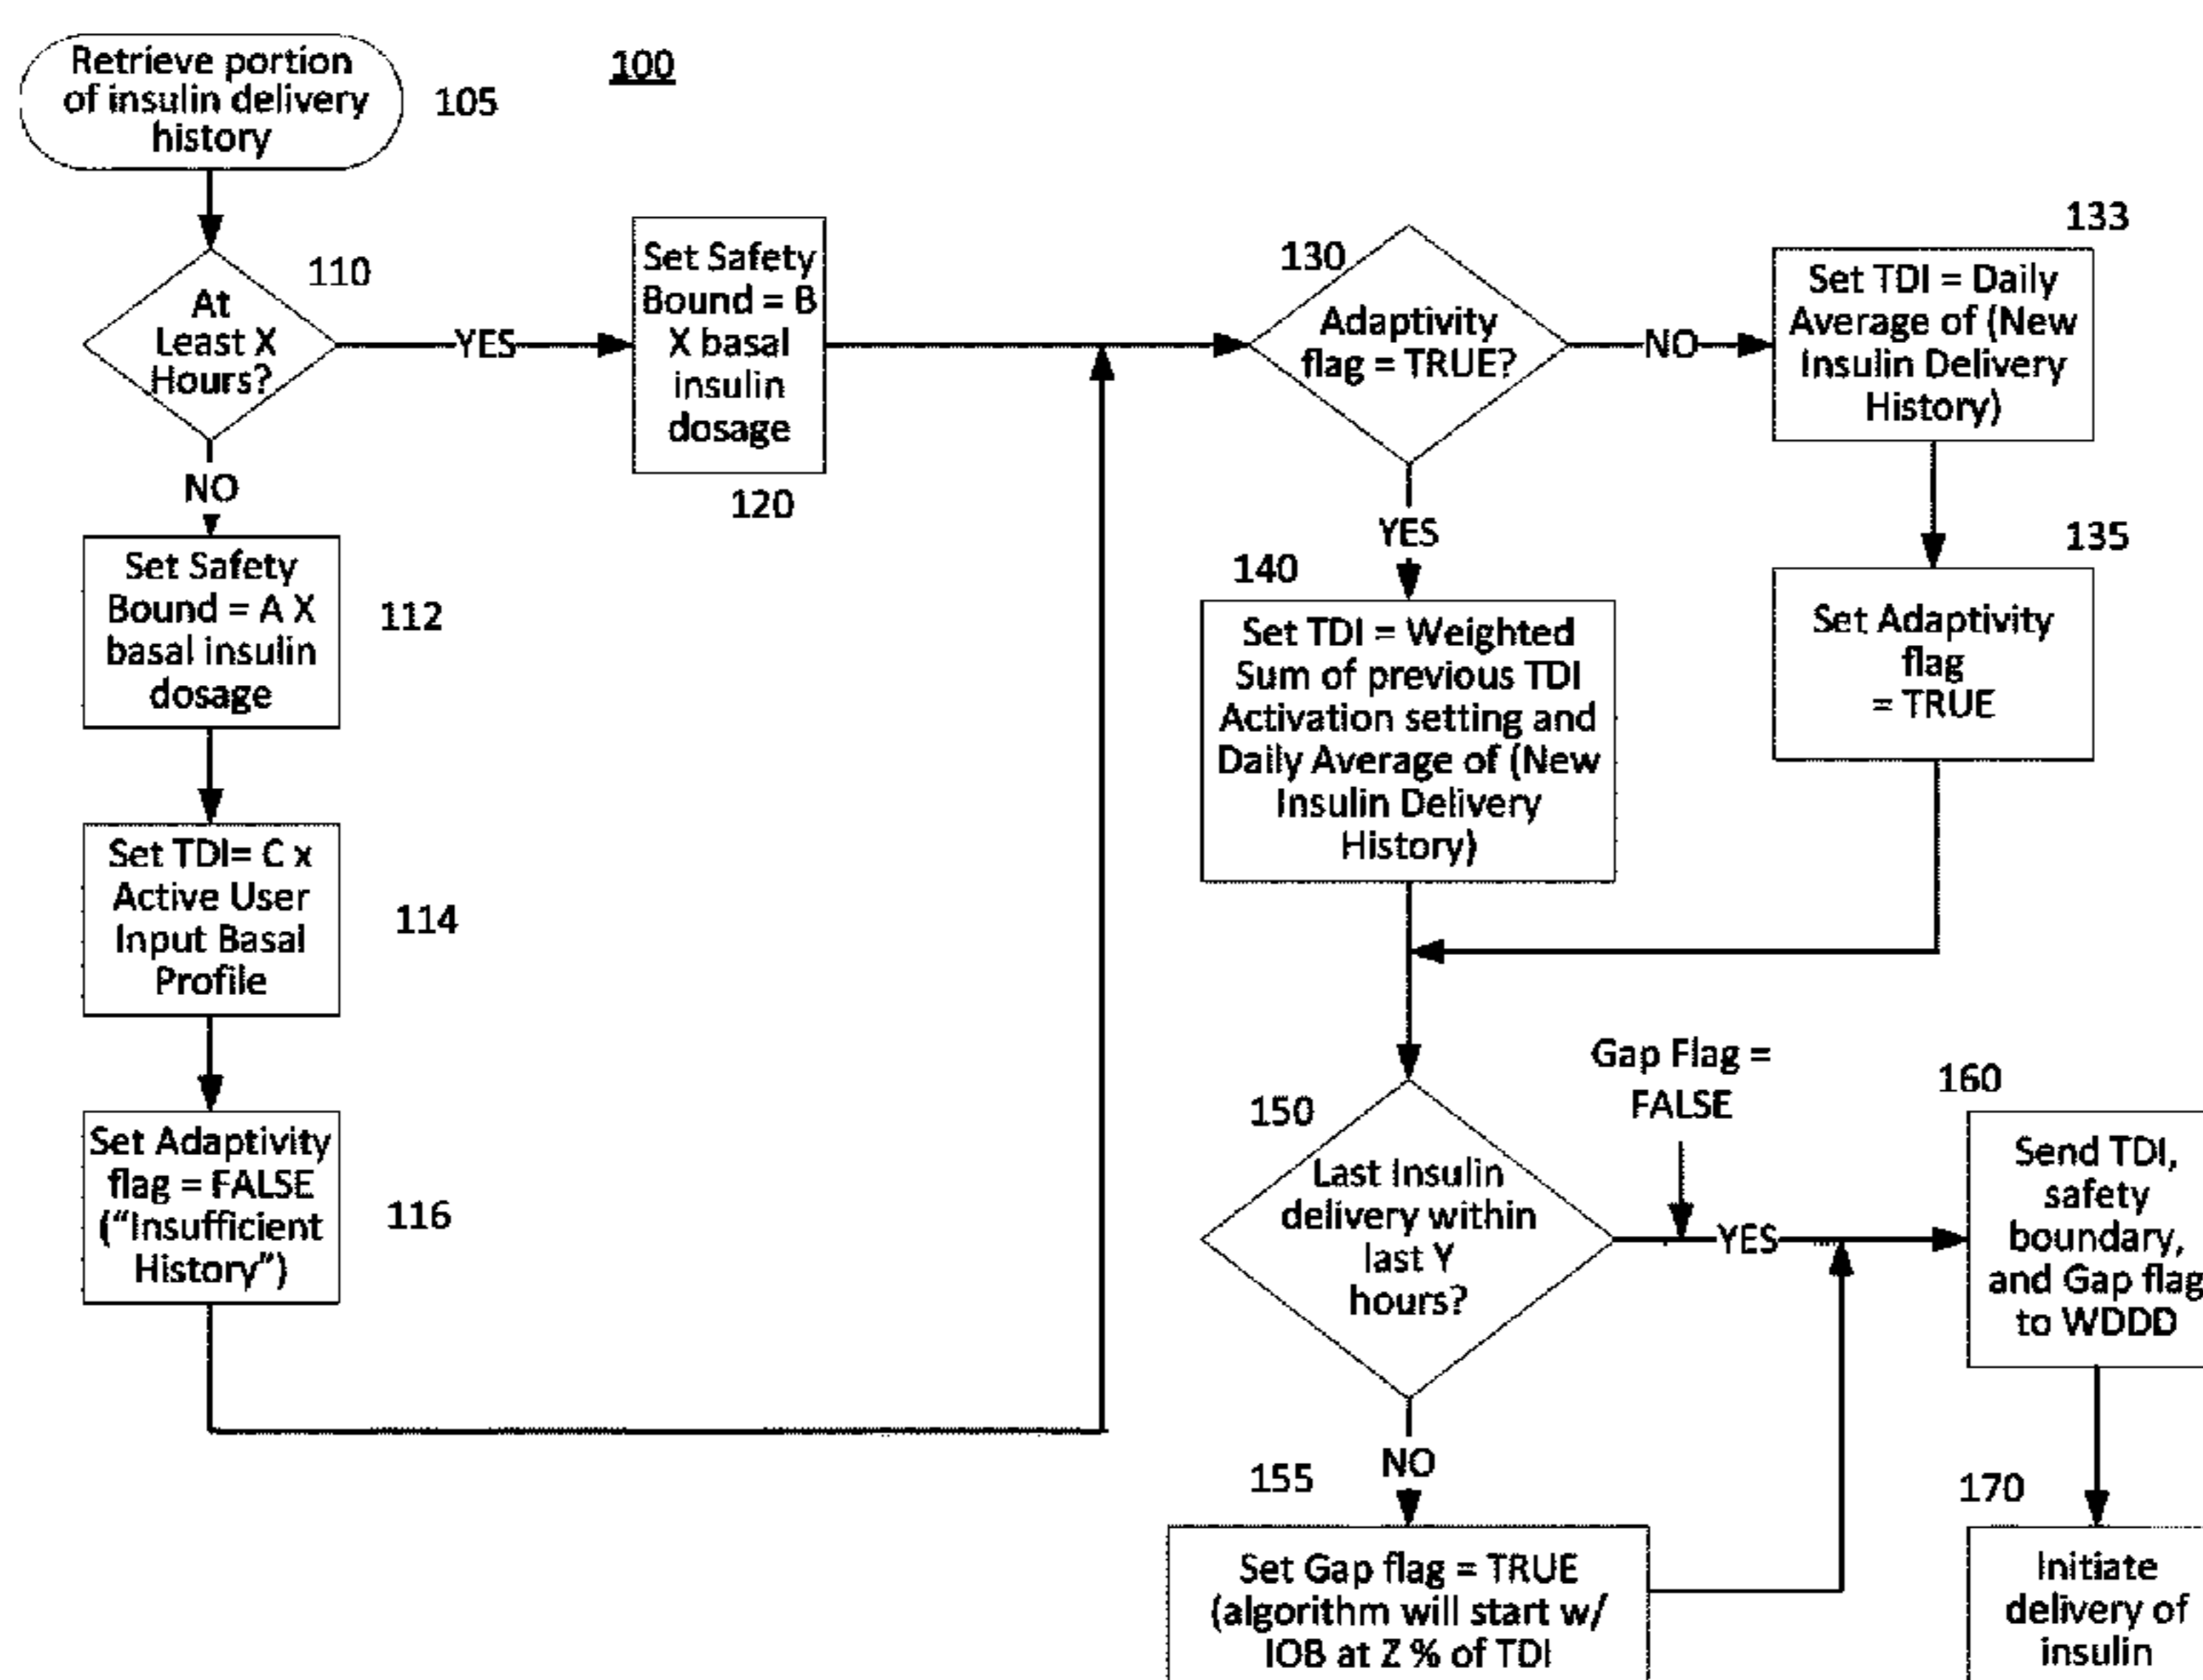 100
Retrieve portion
of insulin delivery
history
105
110
At
Least X
Hours?
YES
NO
Set Safety
Bound = A X
basal insulin
dosage
112
Set TDI= C x
Active User
Input Basal
Profile
114
Set Adaptivity
flag = FALSE
("Insufficient
History")
116
Set Safety
Bound = B
X basal
insulin
dosage
120
130
Adaptivity
flag = TRUE?
NO
YES
133
Set TDI = Daily
Average of (New
Insulin Delivery
History)
135
Set Adaptivity
flag
= TRUE
140
Set TDI = Weighted
Sum of previous TDI
Activation setting and
Daily Average of (New
Insulin Delivery
History)
150
Last Insulin
delivery within
last Y
hours?
Gap Flag =
FALSE
YES
NO
155
Set Gap flag = TRUE
(algorithm will start w/
IOB at Z % of TDI
160
Send TDI,
safety
boundary,
and Gap flag
to WDDD
170
Initiate
delivery of
insulin